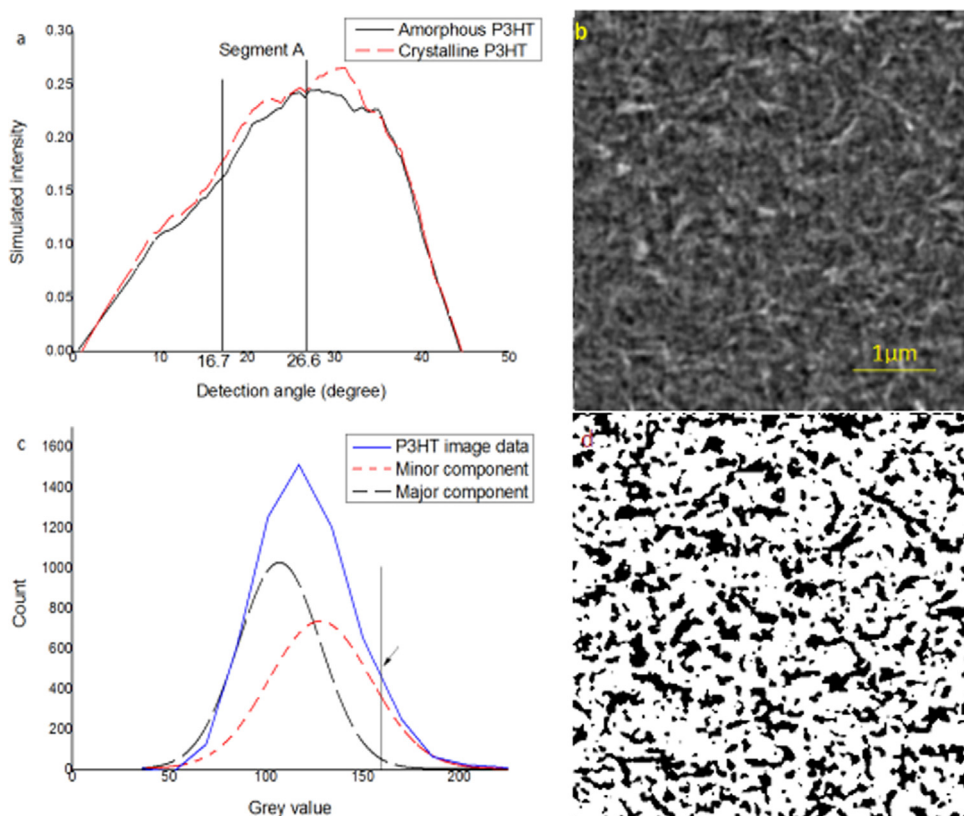 a
0.30
0.25
0.20
0.15
0.10
0.05
0.00
Simulated intensity
Segment A
Amorphous P3HT
Crystalline P3HT
0 10 16.7 20 26.6 30 40 50
Detection angle (degree)
b
1µm
c
1600
1400
1200
1000
800
600
400
200
0
Count
P3HT image data
Minor component
Major component
0 50 100 150 200
Grey value
d